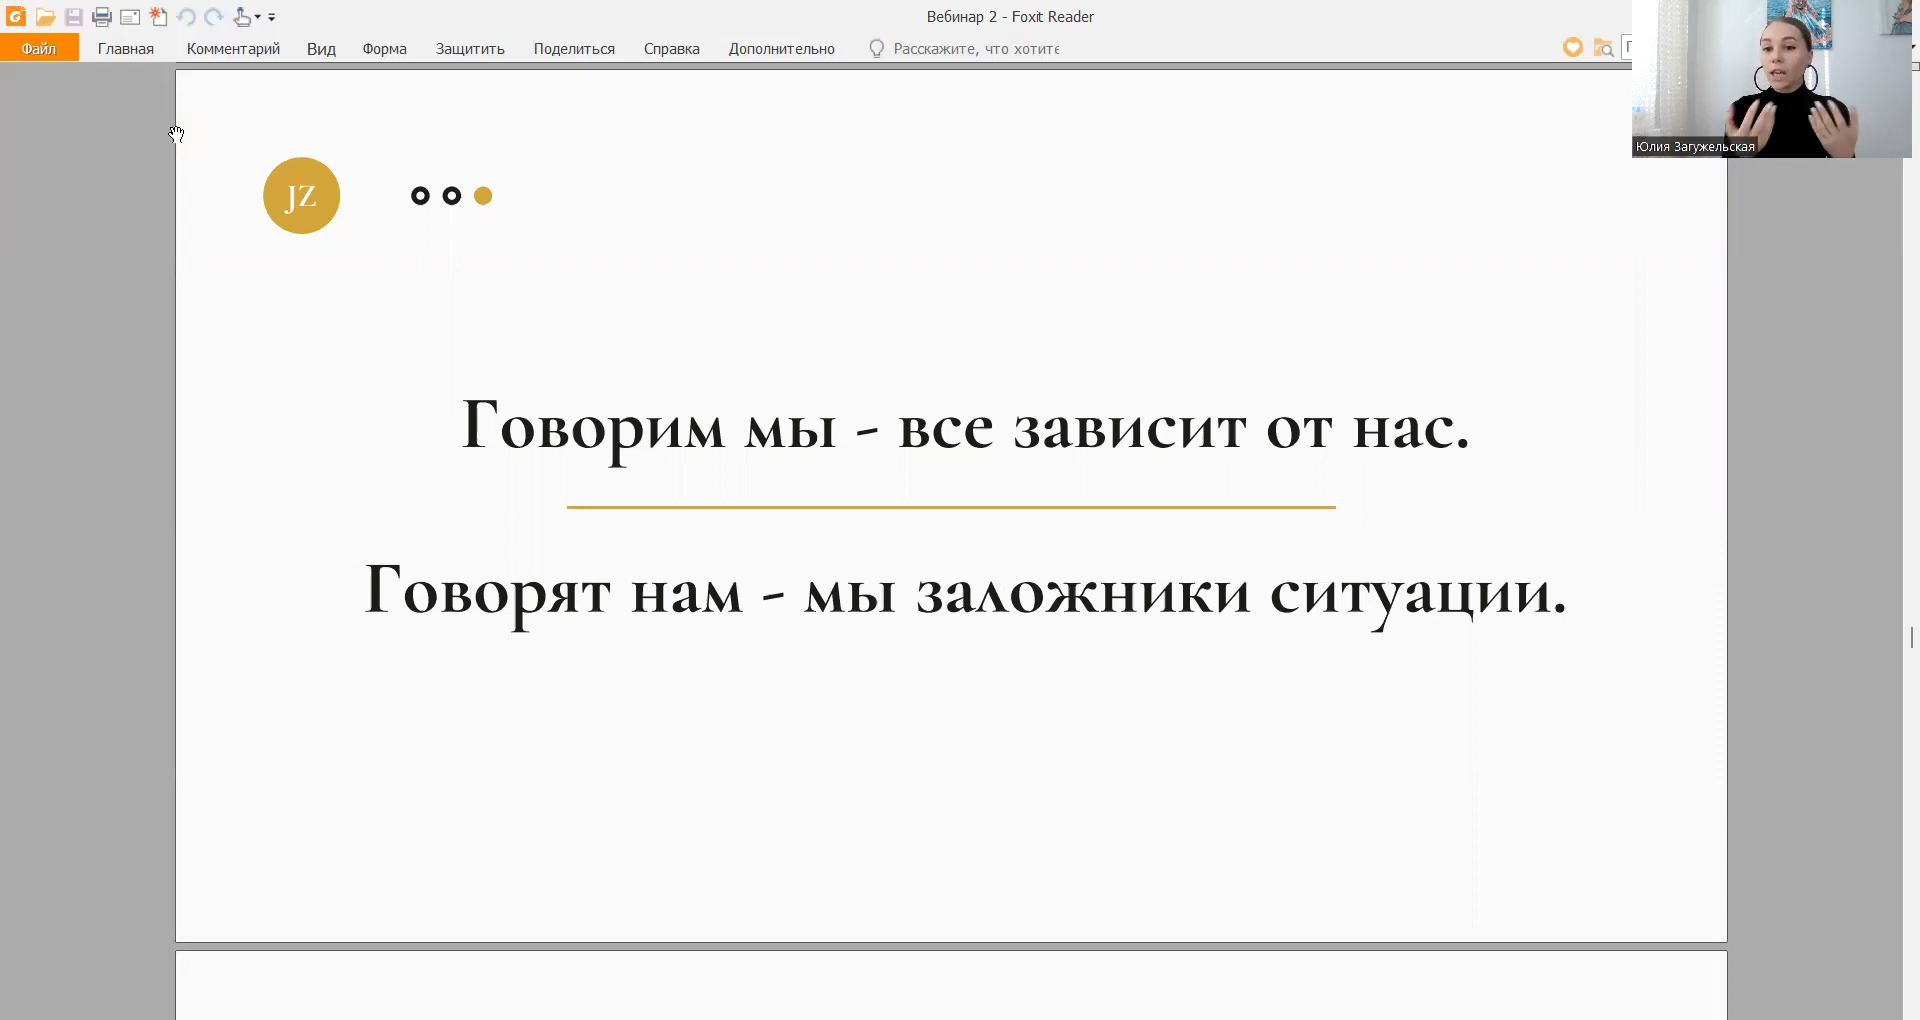 Вебинар 2 - Foxit Reader
Файл Главная Комментарий Вид Форма Защитить Поделиться Справка Дополнительно Расскажите, что хотите
Юлия Загужельская
JZ
Говорим мы - все зависит от нас.
Говорят нам - мы заложники ситуации.